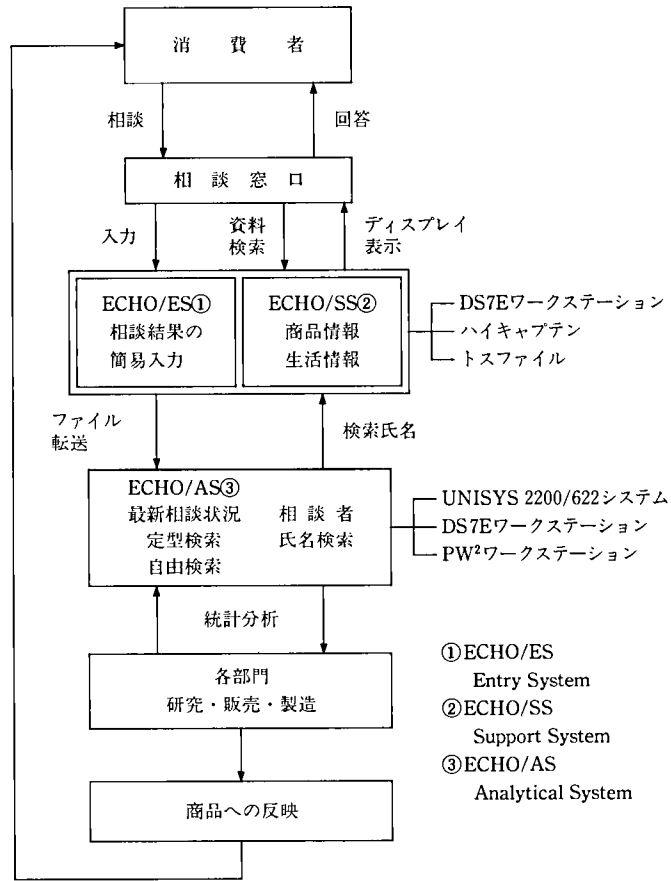 消費者
相談
回答
相談窓口
入力
資料
検索
ディスプレイ
表示
ECHO/ES①
相談結果の
簡易入力
ECHO/SS②
商品情報
生活情報
DS7Eワークステーション
ハイキャプテン
トスファイル
ファイル
転送
検索氏名
ECHO/AS③
最新相談状況
定型検索
自由検索
相談者
氏名検索
UNISYS 2200/622システム
DS7Eワークステーション
PW²ワークステーション
統計分析
各部門
研究・販売・製造
商品への反映
①ECHO/ES
Entry System
②ECHO/SS
Support System
③ECHO/AS
Analytical System